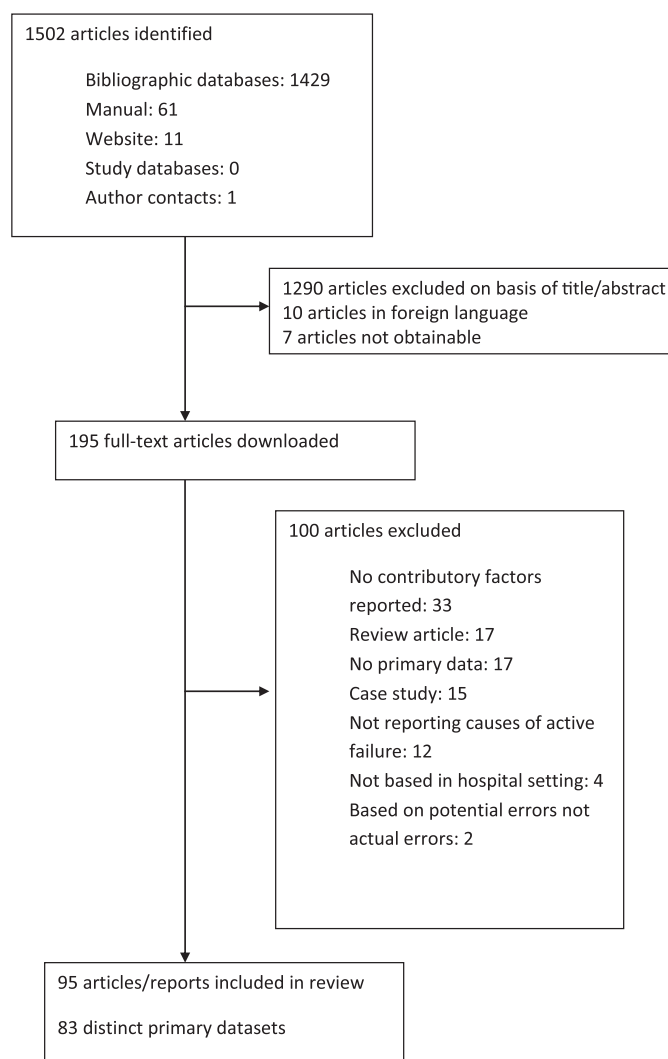 1502 articles identified
Bibliographic databases: 1429
Manual: 61
Website: 11
Study databases: 0
Author contacts: 1
1290 articles excluded on basis of title/abstract
10 articles in foreign language
7 articles not obtainable
195 full-text articles downloaded
100 articles excluded
No contributory factors
reported: 33
Review article: 17
No primary data: 17
Case study: 15
Not reporting causes of active
failure: 12
Not based in hospital setting: 4
Based on potential errors not
actual errors: 2
95 articles/reports included in review
83 distinct primary datasets